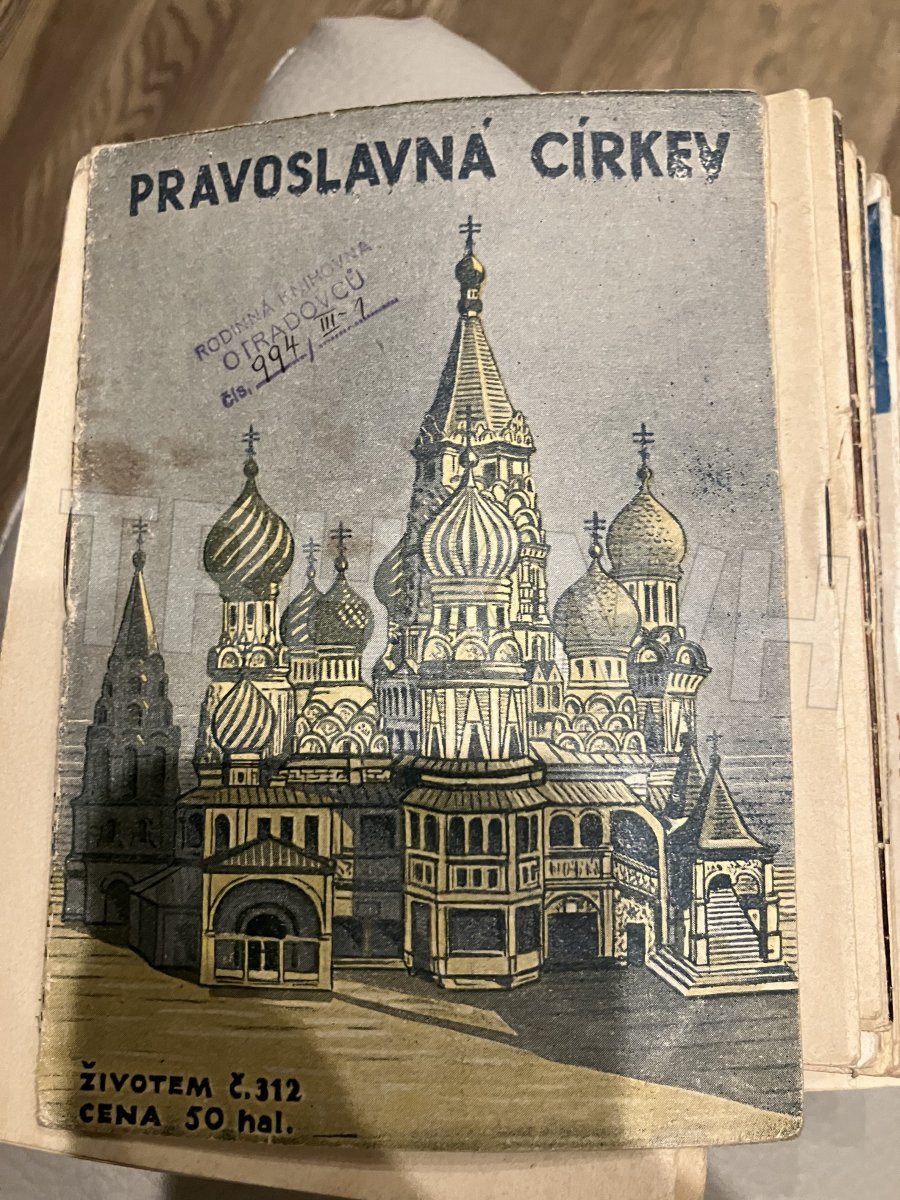 PRAVOSLAVNÁ CÍRKEV
RODINNÁ KNIHOVNA
OTRADOVCŮ
čís. 994 / III-1
ŽIVOTEM č. 312
CENA 50 hal.